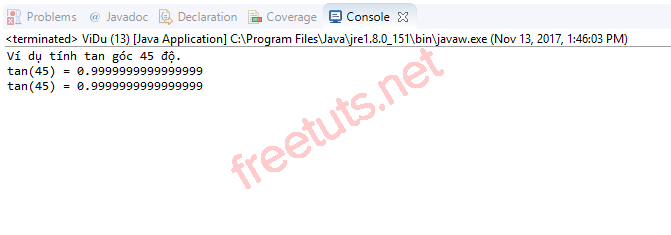 Problems @ Javadoc Declaration Coverage Console
<terminated> ViDu (13) [Java Application] C:\Program Files\Java\jre1.8.0_151\bin\javaw.exe (Nov 13, 2017, 1:46:03 PM)
Ví dụ tính tan góc 45 độ.
tan(45) = 0.9999999999999999
tan(45) = 0.9999999999999999
freetuts.net